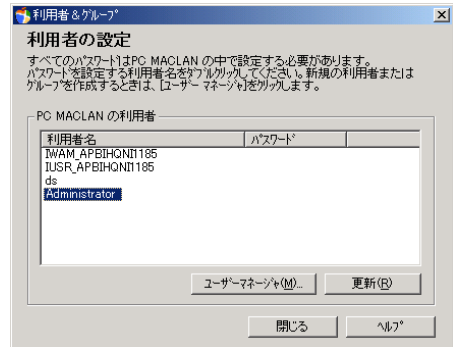 利用者 & ｸﾞﾙｰﾌﾟ
利用者の設定
すべてのﾊﾟｽﾜｰﾄﾞはPC MACLAN の中で設定する必要があります。
ﾊﾟｽﾜｰﾄﾞを設定する利用者名をﾀﾞﾌﾞﾙｸﾘｯｸしてください。新規の利用者または
ｸﾞﾙｰﾌﾟを作成するときは、[ﾕｰｻﾞｰ ﾏﾈｰｼﾞｬ]をｸﾘｯｸします。
PC MACLAN の利用者
利用者名 ﾊﾟｽﾜｰﾄﾞ
IWAM_APBIHQNI1185
IUSR_APBIHQNI1185
ds
Administrator
ﾕｰｻﾞｰﾏﾈｰｼﾞｬ(M)... 更新(R)
閉じる ﾍﾙﾌﾟ